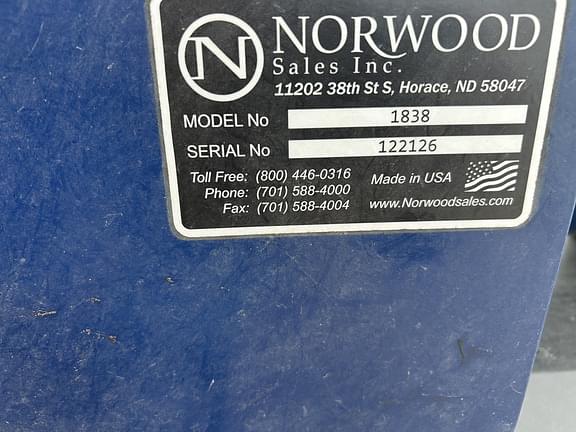 N NORWOOD
Sales Inc.
11202 38th St S, Horace, ND 58047
MODEL No 1838
SERIAL No 122126
Toll Free: (800) 446-0316
Phone: (701) 588-4000
Fax: (701) 588-4004
Made in USA
www.Norwoodsales.com